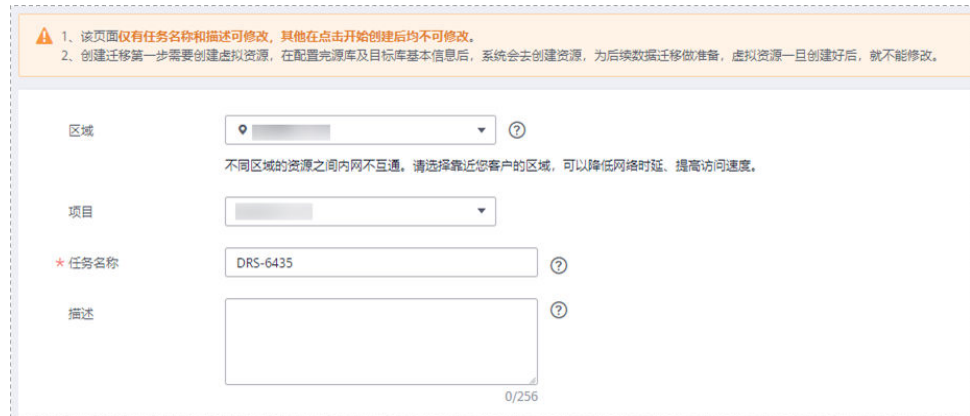 1、该页面仅有任务名称和描述可修改，其他在点击开始创建后均不可修改。
2、创建迁移第一步需要创建虚拟资源，在配置完源库及目标库基本信息后，系统会去创建资源，为后续数据迁移做准备，虚拟资源一旦创建好后，就不能修改。
区域
不同区域的资源之间内网不互通。请选择靠近您客户的区域，可以降低网络时延、提高访问速度。
项目
* 任务名称 DRS-6435
描述
0/256